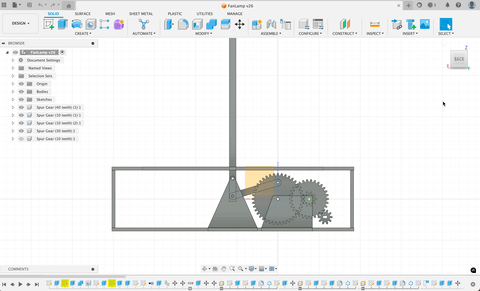 FanLamp v26
DESIGN
SOLID
SURFACE
MESH
SHEET METAL
PLASTIC
UTILITIES
MANAGE
CREATE
AUTOMATE
MODIFY
ASSEMBLE
CONFIGURE
CONSTRUCT
INSPECT
INSERT
SELECT
BROWSER
FanLamp v26
Document Settings
Named Views
Selection Sets
Origin
Bodies
Sketches
Spur Gear (40 teeth) (1):1
Spur Gear (10 teeth) (1):1
Spur Gear (10 teeth) (2):1
Spur Gear (30 teeth):1
Spur Gear (10 teeth):1
BACK
Z
COMMENTS